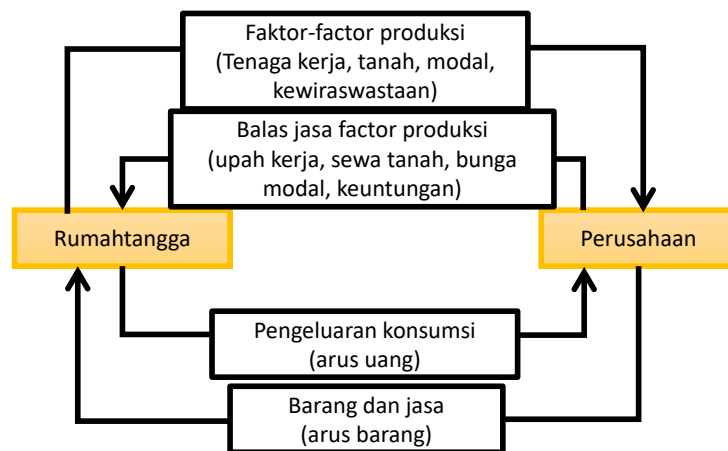 Faktor-factor produksi
(Tenaga kerja, tanah, modal,
kewiraswastaan)
Balas jasa factor produksi
(upah kerja, sewa tanah, bunga
modal, keuntungan)
Rumahtangga
Perusahaan
Pengeluaran konsumsi
(arus uang)
Barang dan jasa
(arus barang)